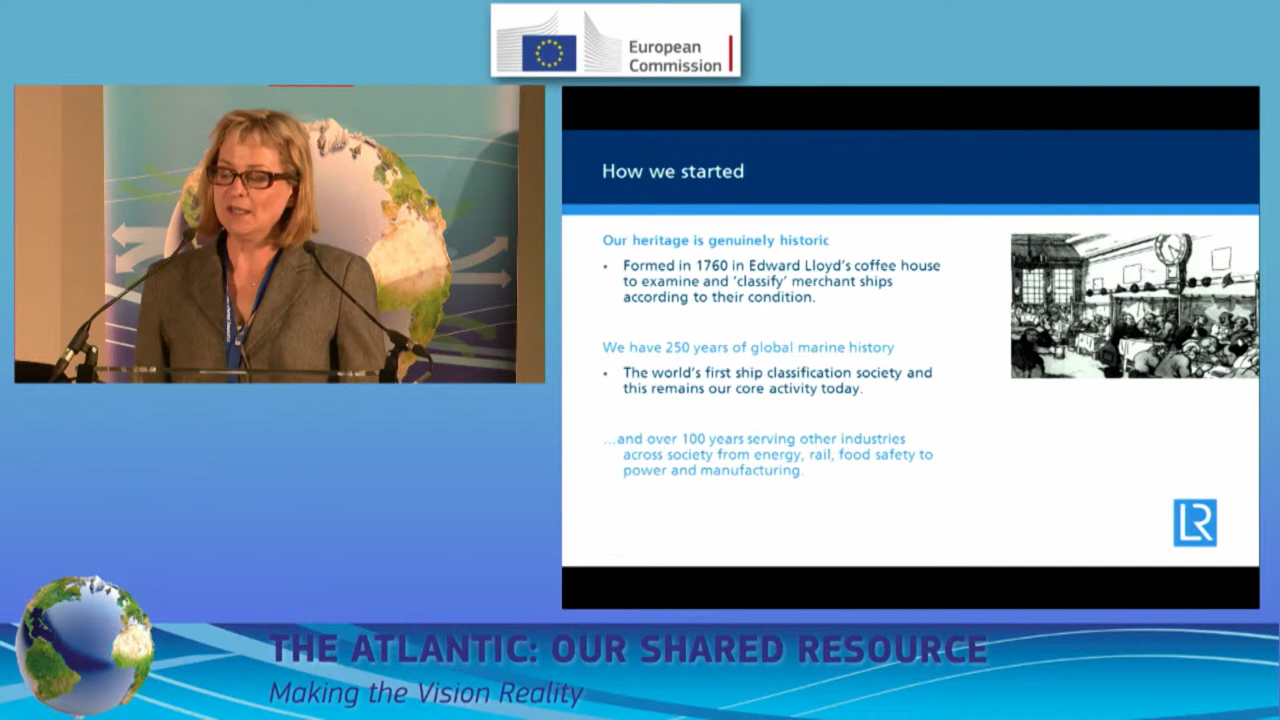 European
Commission
How we started
Our heritage is genuinely historic
• Formed in 1760 in Edward Lloyd's coffee house
to examine and 'classify' merchant ships
according to their condition.
We have 250 years of global marine history
• The world's first ship classification society and
this remains our core activity today.
...and over 100 years serving other industries
across society from energy, rail, food safety to
power and manufacturing.
LR
THE ATLANTIC: OUR SHARED RESOURCE
Making the Vision Reality